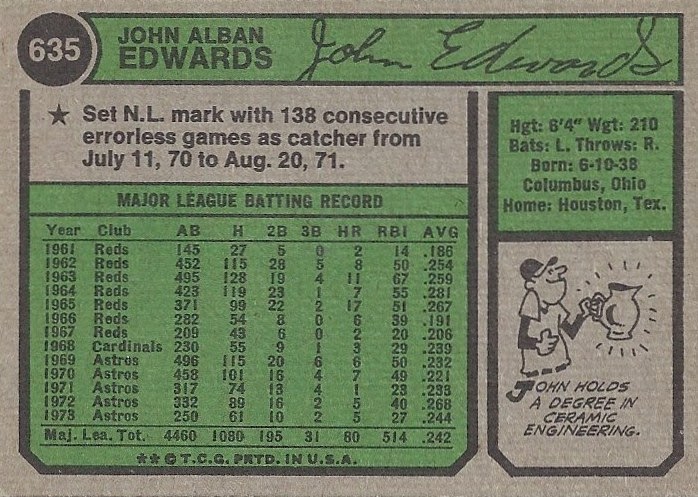 635
JOHN ALBAN
EDWARDS
John Edwards
★ Set N.L. mark with 138 consecutive
errorless games as catcher from
July 11, 70 to Aug. 20, 71.
Hgt: 6'4" Wgt: 210
Bats: L. Throws: R.
Born: 6-10-38
Columbus, Ohio
Home: Houston, Tex.
MAJOR LEAGUE BATTING RECORD
Year Club AB H 2B 3B HR RBI AVG
1961 Reds 145 27 5 0 2 14 .186
1962 Reds 452 115 28 5 8 50 .254
1963 Reds 495 128 19 4 11 67 .259
1964 Reds 423 119 23 1 7 55 .281
1965 Reds 371 99 22 2 17 51 .267
1966 Reds 282 54 8 0 6 39 .191
1967 Reds 209 43 6 0 2 20 .206
1968 Cardinals 230 55 9 1 3 29 .239
1969 Astros 496 115 20 6 6 50 .232
1970 Astros 458 101 16 4 7 49 .221
1971 Astros 317 74 13 4 1 23 .233
1972 Astros 332 89 16 2 5 40 .268
1973 Astros 250 61 10 2 5 27 .244
Maj. Lea. Tot. 4460 1080 195 31 80 514 .242
JOHN HOLDS
A DEGREE IN
CERAMIC
ENGINEERING.
★★ © T.C.G. PRTD. IN U.S.A.